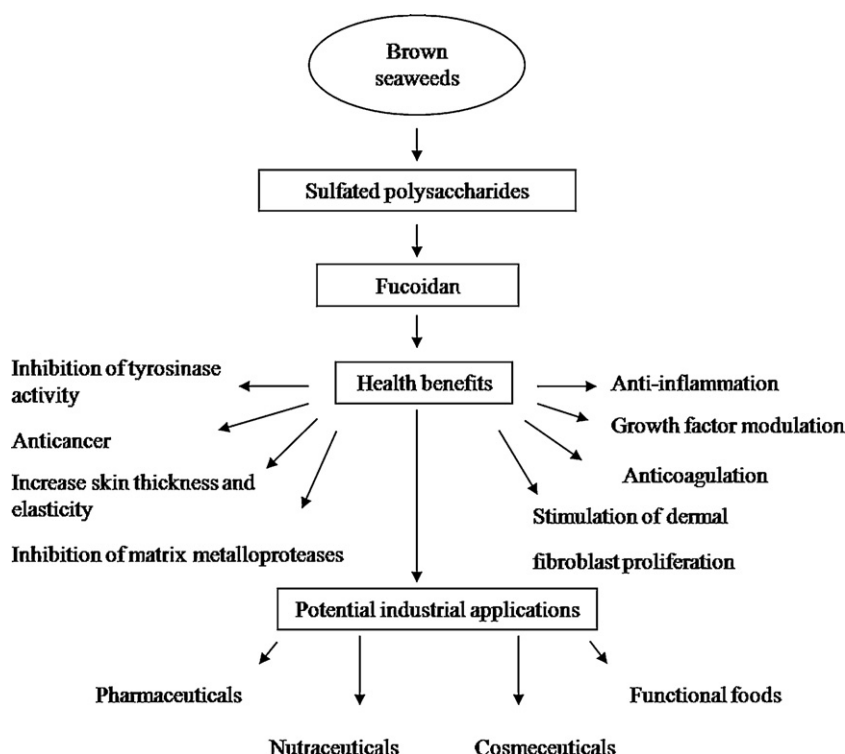 Brown
seaweeds
Sulfated polysaccharides
Fucoidan
Health benefits
Inhibition of tyrosinase
activity
Anticancer
Increase skin thickness and
elasticity
Inhibition of matrix metalloproteases
Anti-inflammation
Growth factor modulation
Anticoagulation
Stimulation of dermal
fibroblast proliferation
Potential industrial applications
Pharmaceuticals
Nutraceuticals
Cosmeceuticals
Functional foods